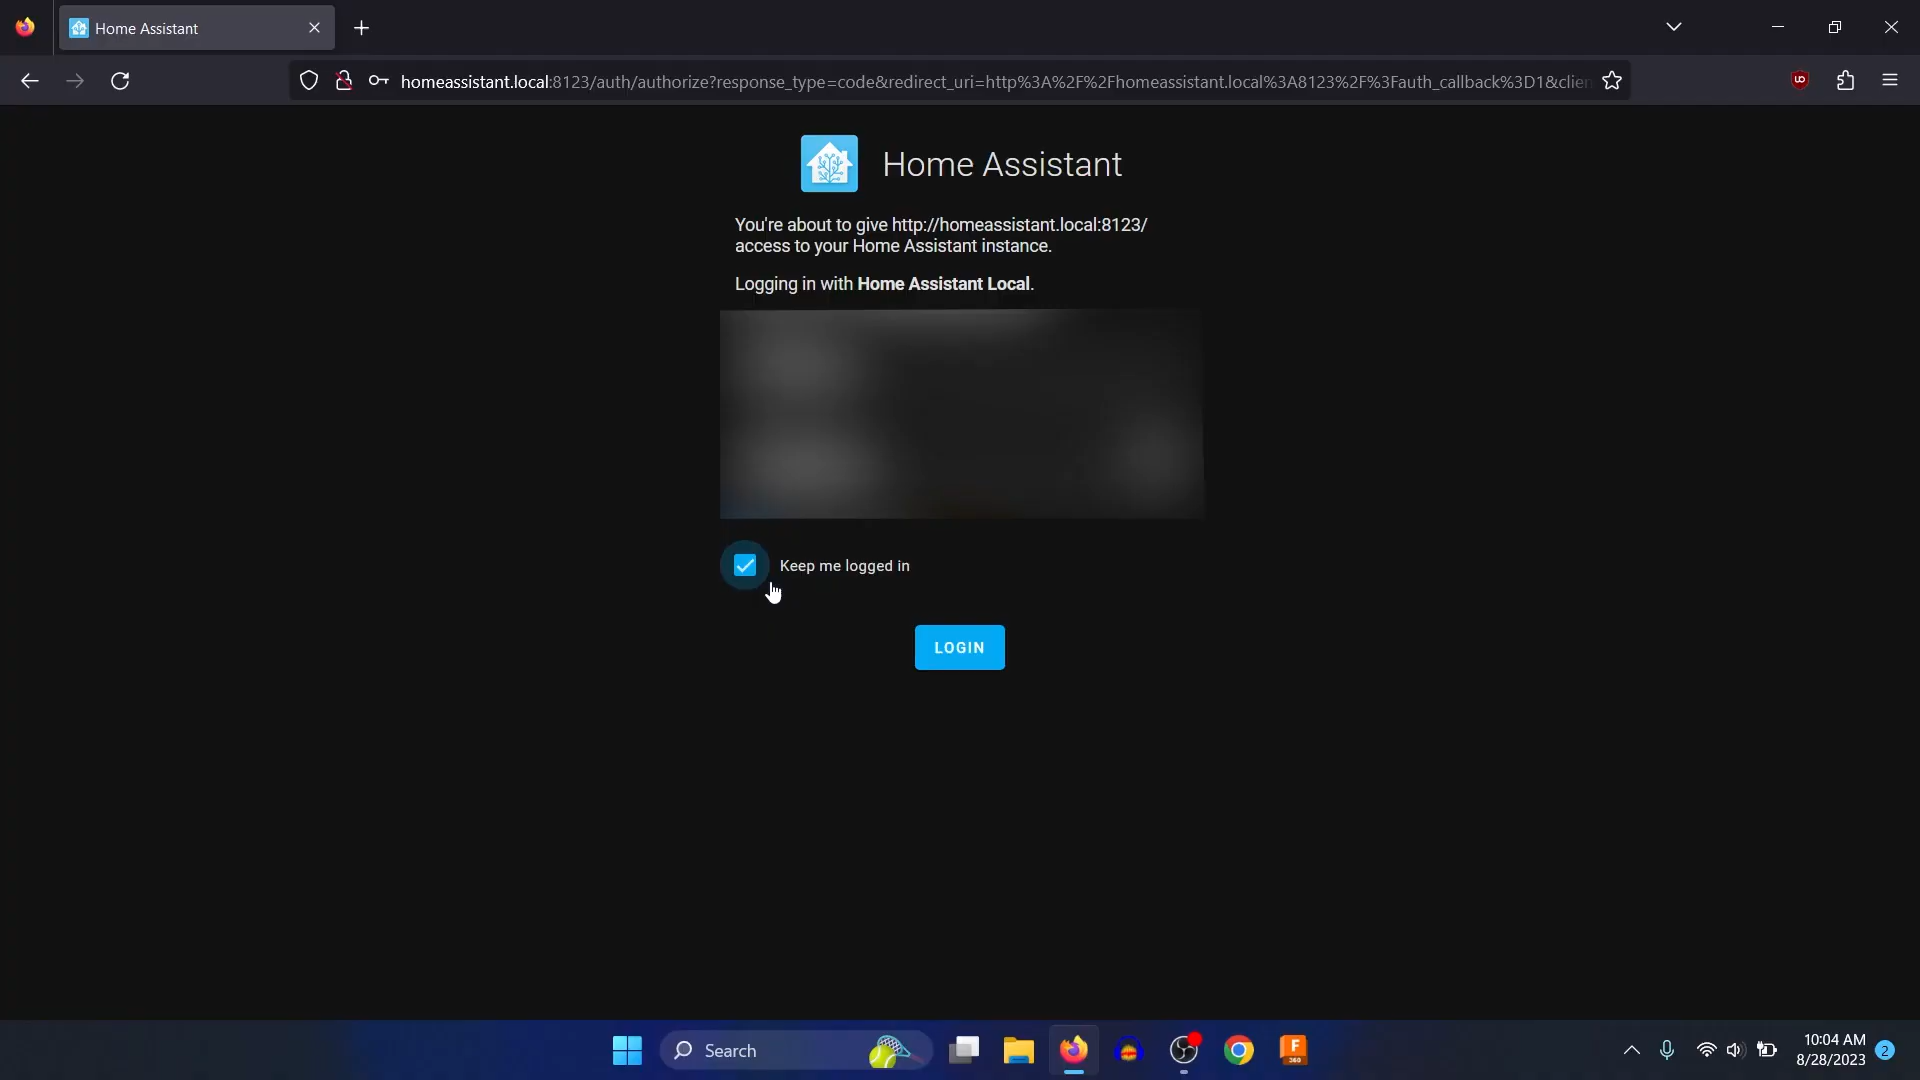 Home Assistant
homeassistant.local:8123/auth/authorize?response_type=code&redirect_uri=http%3A%2F%2Fhomeassistant.local%3A8123%2F%3Fauth_callback%3D1&clien
Home Assistant
You're about to give http://homeassistant.local:8123/
access to your Home Assistant instance.
Logging in with Home Assistant Local.
Keep me logged in
LOGIN
Search
F
360
10:04 AM
8/28/2023
2